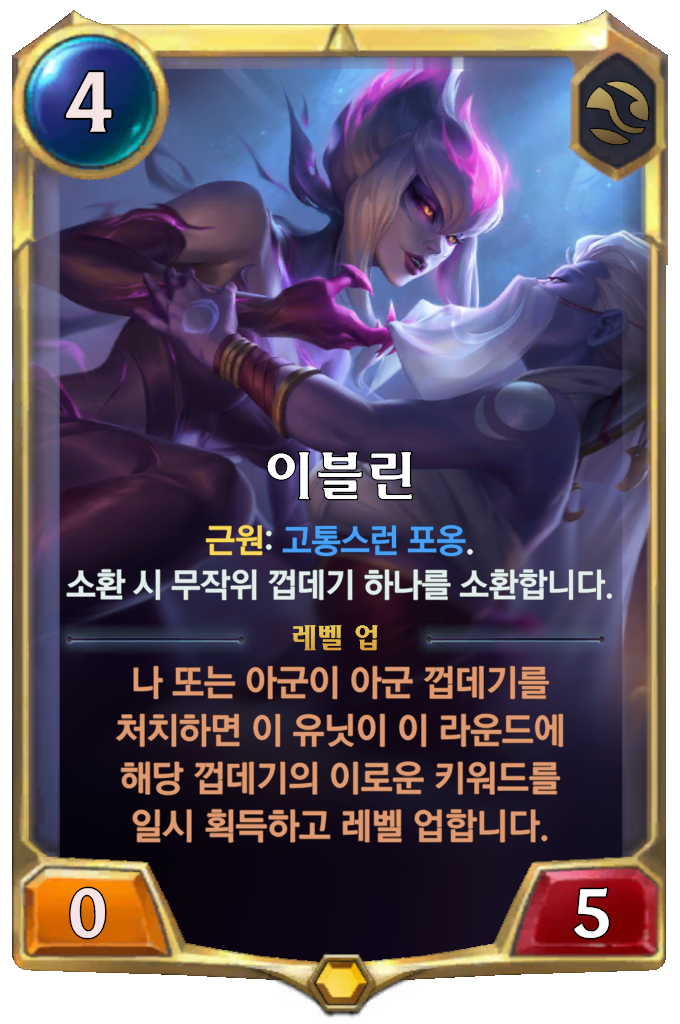 4
이블린
근원: 고통스런 포옹.
소환 시 무작위 껍데기 하나를 소환합니다.
레벨 업
나 또는 아군이 아군 껍데기를
처치하면 이 유닛이 이 라운드에
해당 껍데기의 이로운 키워드를
일시 획득하고 레벨 업합니다.
0
5